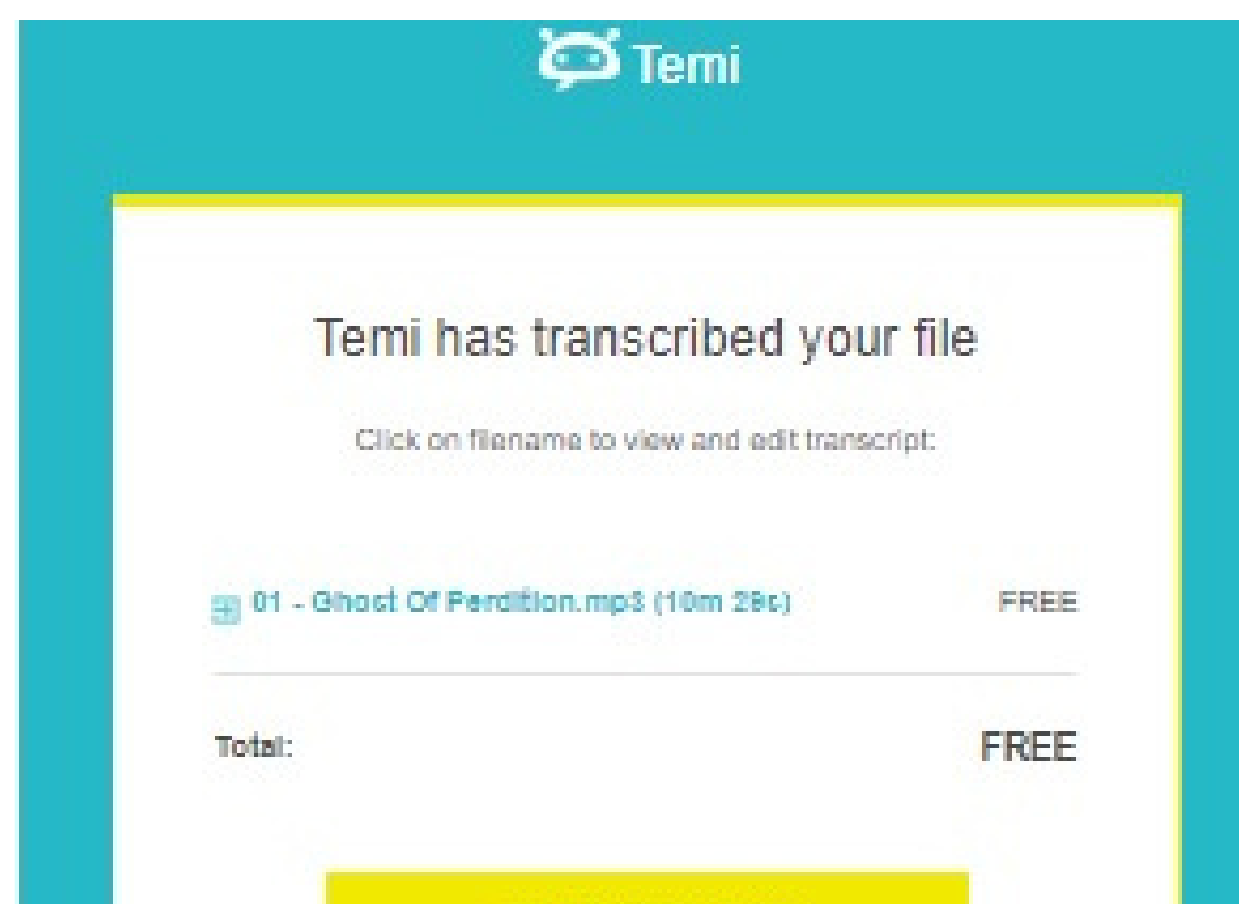 Temi
Temi has transcribed your file
Click on filename to view and edit transcript:
01 - Ghost Of Perdition.mp3 (10m 29s) FREE
Total: FREE